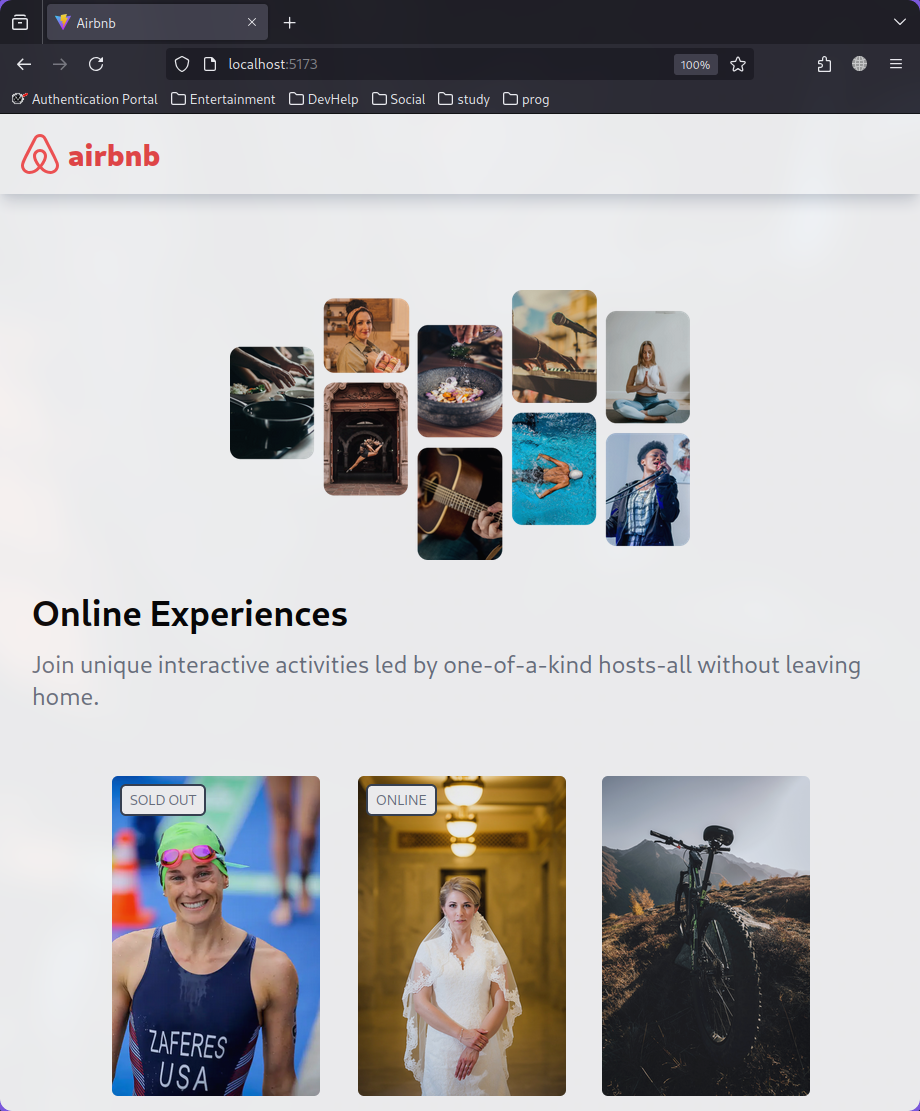 Airbnb
localhost:5173
100%
Authentication Portal Entertainment DevHelp Social study prog
airbnb
Online Experiences
Join unique interactive activities led by one-of-a-kind hosts-all without leaving
home.
SOLD OUT
ONLINE
ZAFERES
USA